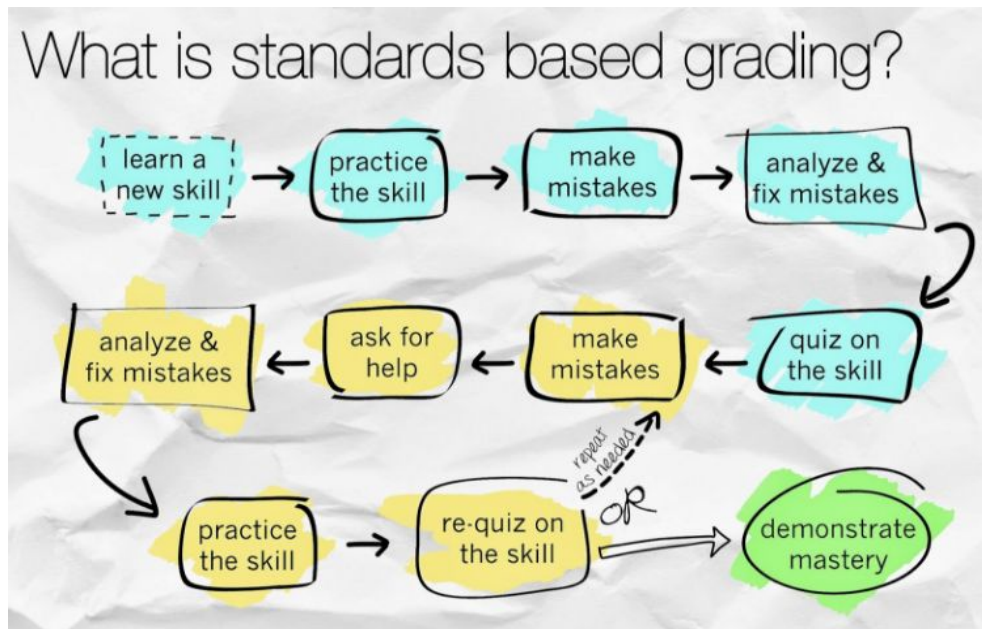 What is standards based grading?
learn a
new skill
practice
the skill
make
mistakes
analyze &
fix mistakes
quiz on
the skill
make
mistakes
ask for
help
analyze &
fix mistakes
practice
the skill
re-quiz on
the skill
repeat
as needed
OR
demonstrate
mastery